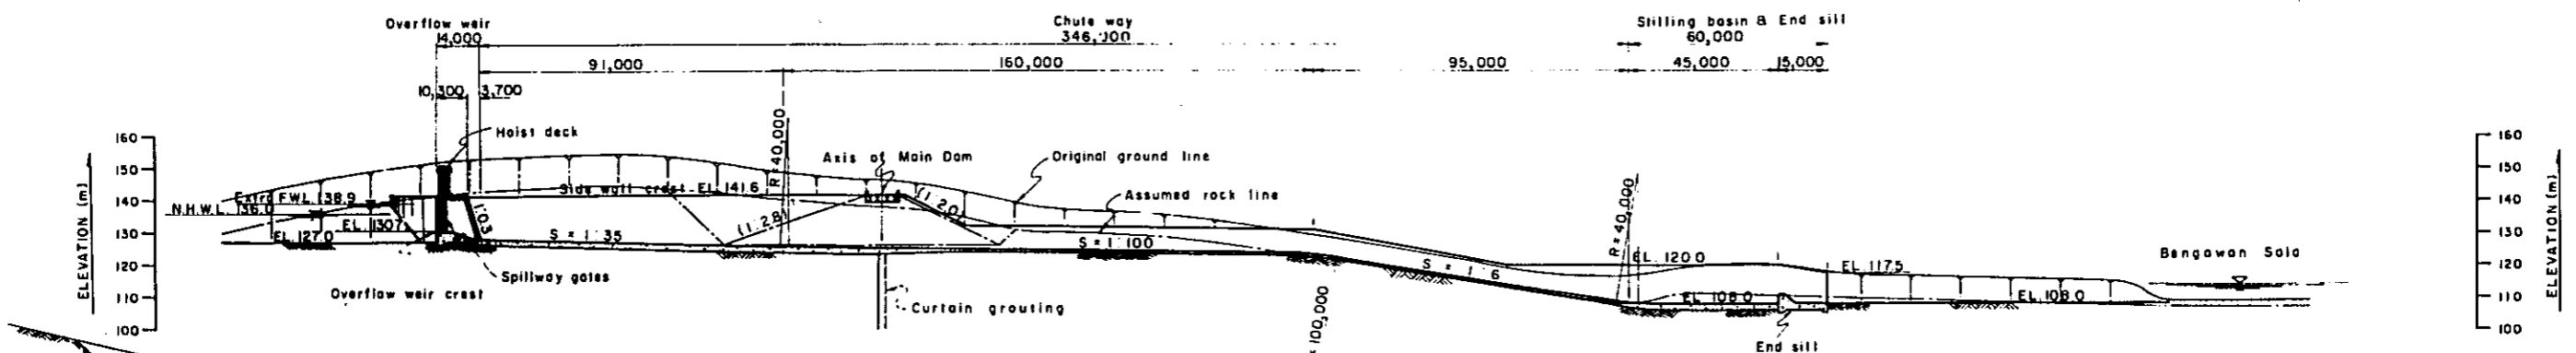 Overflow weir
Chute way
Stilling basin & End sill
14,000
346,000
60,000
91,000
160,000
95,000
45,000
15,000
10,300
3,700
Hoist deck
R=40,000
Axis of Main Dam
Original ground line
Assumed rock line
R=40,000
160
150
140
130
120
110
100
ELEVATION (m)
Extra FWL. 138.9
N.H.W.L. 136.0
EL. 130.7
EL. 127.0
1:0.3
Side wall crest EL. 141.6
(1:2.8)
(1:2.0)
S = 1:35
S = 1:100
S = 1:6
Spillway gates
Overflow weir crest
Curtain grouting
EL. 120.0
EL. 117.5
EL. 108.0
EL. 108.0
End sill
Bengawan Solo
160
150
140
130
120
110
100
ELEVATION (m)
= 100,000